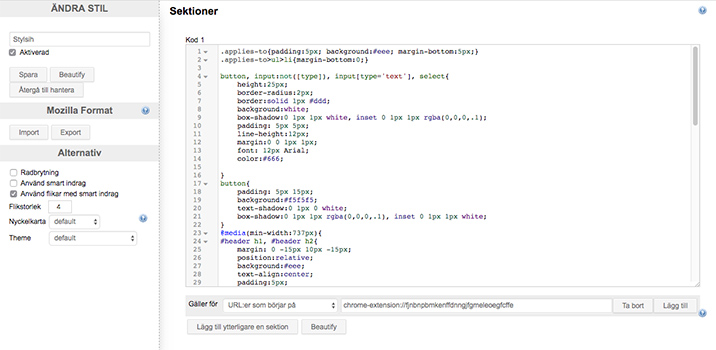 ÄNDRA STIL
Stylsih
Aktiverad
Spara
Beautify
Återgå till hantera
Mozilla Format
Import
Export
Alternativ
Radbrytning
Använd smart indrag
Använd flikar med smart indrag
Flikstorlek
4
Nyckelkarta
default
Theme
default
Sektioner
Kod 1
1 .applies-to{padding:5px; background:#eee; margin-bottom:5px;}
2 .applies-to>ul>li{margin-bottom:0;}
3
4 button, input:not([type]), input[type='text'], select{
5 height:25px;
6 border-radius:2px;
7 border:solid 1px #ddd;
8 background:white;
9 box-shadow:0 1px 1px white, inset 0 1px 1px rgba(0,0,0,.1);
10 padding: 5px 5px;
11 line-height:12px;
12 margin:0 0 1px 1px;
13 font: 12px Arial;
14 color:#666;
15
16 }
17 button{
18 padding: 5px 15px;
19 background:#f5f5f5;
20 text-shadow:0 1px 0 white;
21 box-shadow:0 1px 1px rgba(0,0,0,.1), inset 0 1px 1px white;
22 }
23 @media(min-width:737px){
24 #header h1, #header h2{
25 margin: 0 -15px 10px -15px;
26 position:relative;
27 background:#eee;
28 text-align:center;
29 padding:5px;
Gäller för
URL:er som börjar på
chrome-extension://fjnbnpbmkenffdnngjfgmeleoegfcffe
Ta bort
Lägg till
Lägg till ytterligare en sektion
Beautify